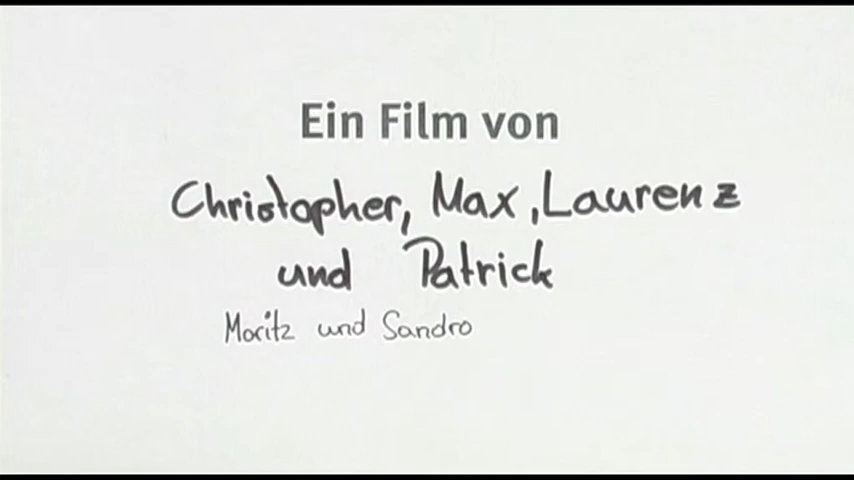 Ein Film von
Christopher, Max, Laurenz
und Patrick
Moritz und Sandro